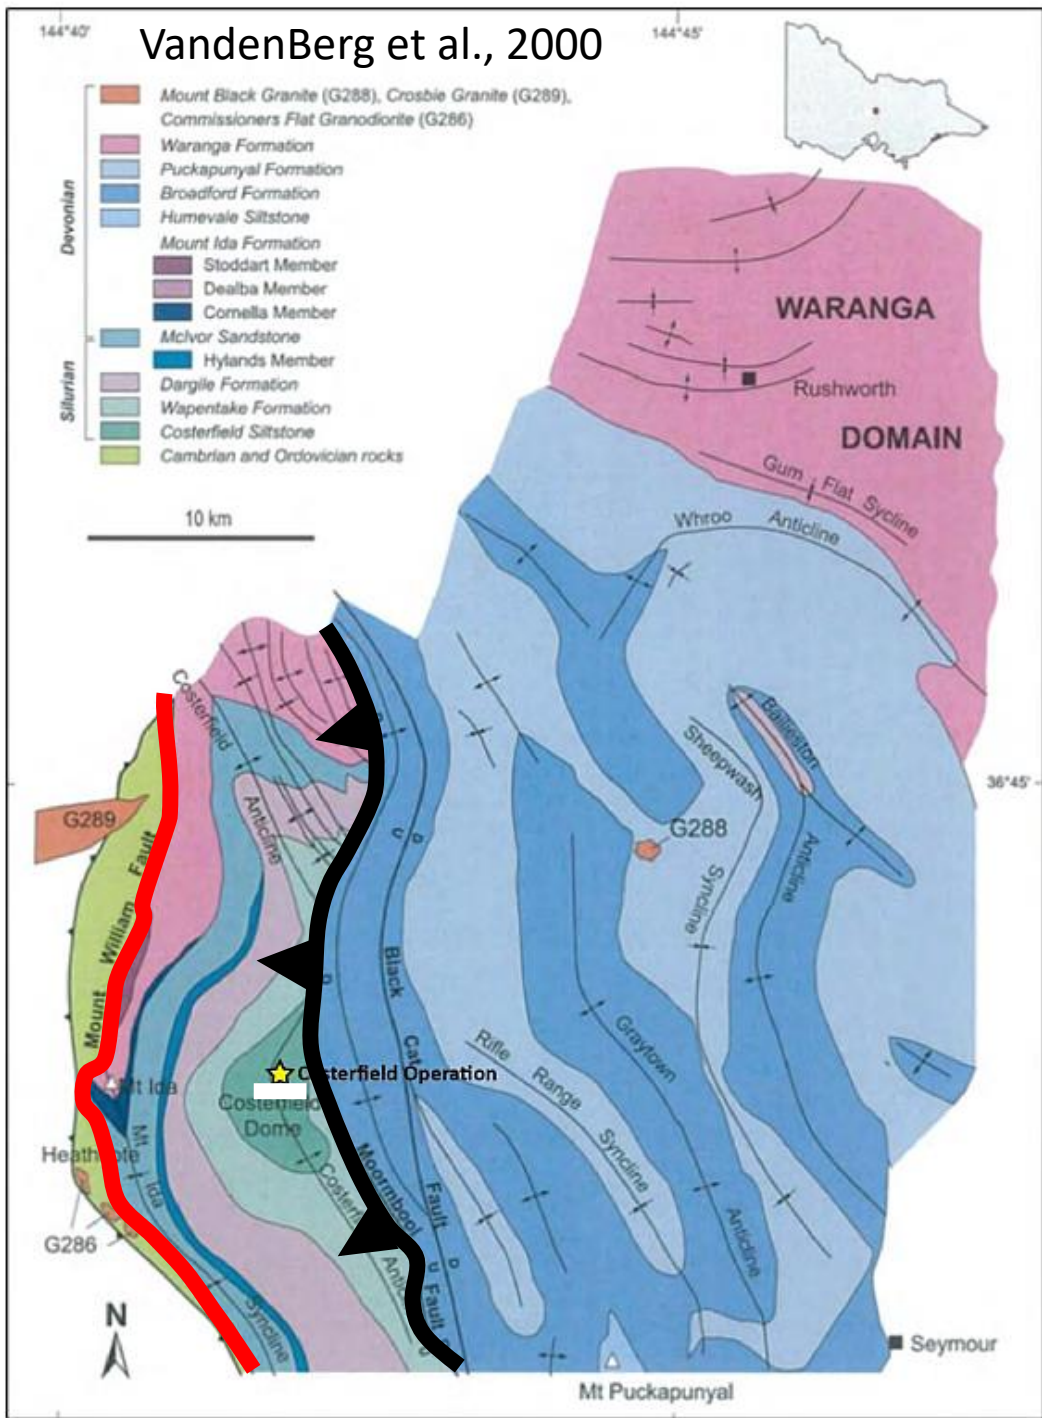 144°40'
VandenBerg et al., 2000
144°45'
Devonian
Mount Black Granite (G288), Crosbie Granite (G289),
Commissioners Flat Granodiorite (G286)
Waranga Formation
Puckapunyal Formation
Broadford Formation
Humevale Siltstone
Mount Ida Formation
Stoddart Member
Dealba Member
Cornella Member
Silurian
McIvor Sandstone
Hylands Member
Dargile Formation
Wapentake Formation
Costerfield Siltstone
Cambrian and Ordovician rocks
10 km
WARANGA
Rushworth
DOMAIN
Gum Flat Sycline
Whroo Anticline
Costerfield
Anticline
Ballieston
Anticline
Sheepwash
Syncline
36°45'
G289
G288
Mount William Fault
D
C
D
D
Black
Cat
Fault
D
U
Graytown
Anticline
Rifle
Range
Syncline
Mt Ida
Costerfield Operation
Costerfield
Dome
Heathcote
Mt
Ida
Syncline
Moormbool
Fault
G286
N
Seymour
Mt Puckapunyal